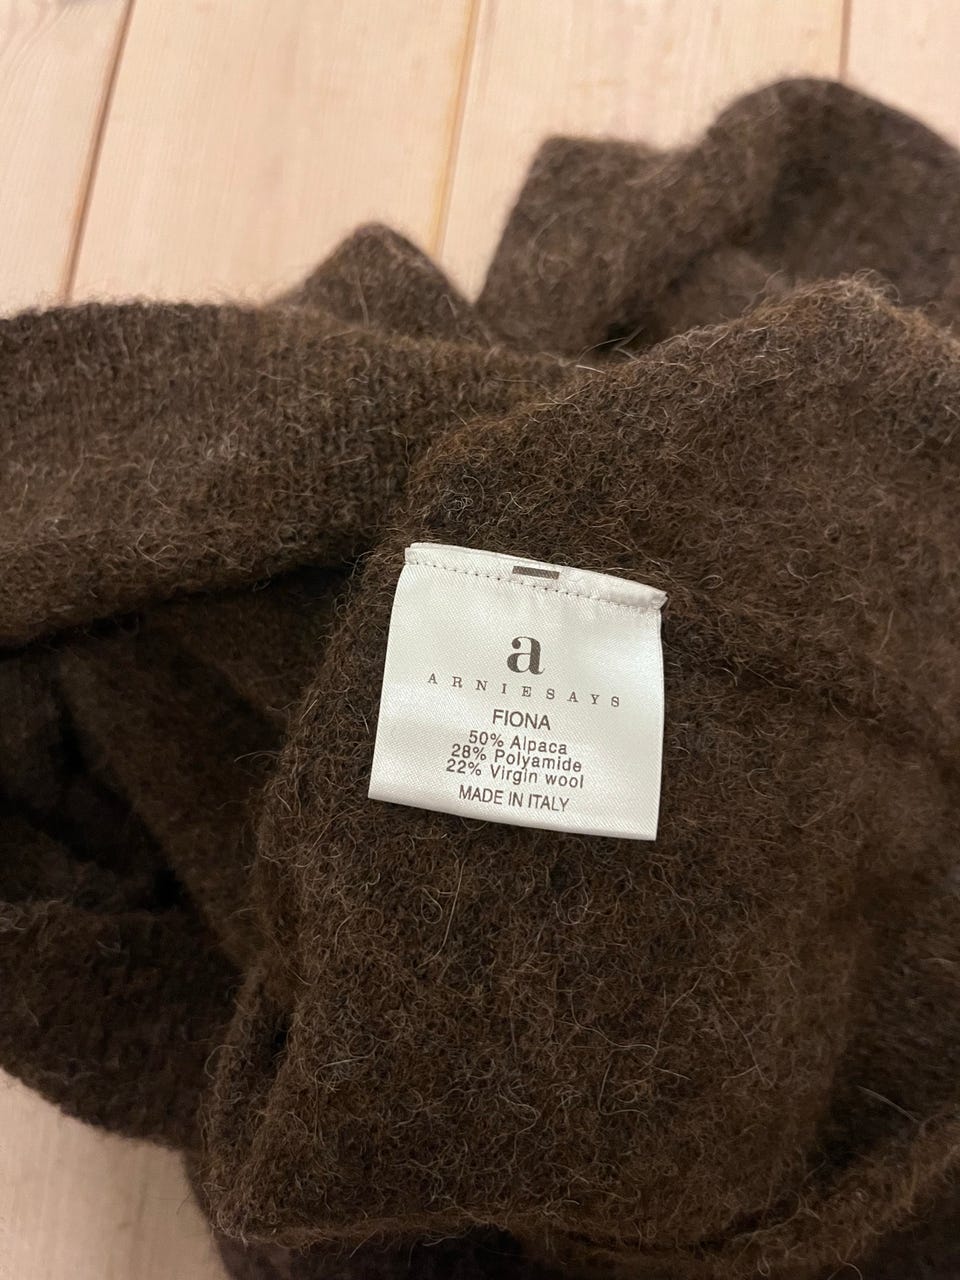 a
ARNIESAYS
FIONA
50% Alpaca
28% Polyamide
22% Virgin wool
MADE IN ITALY